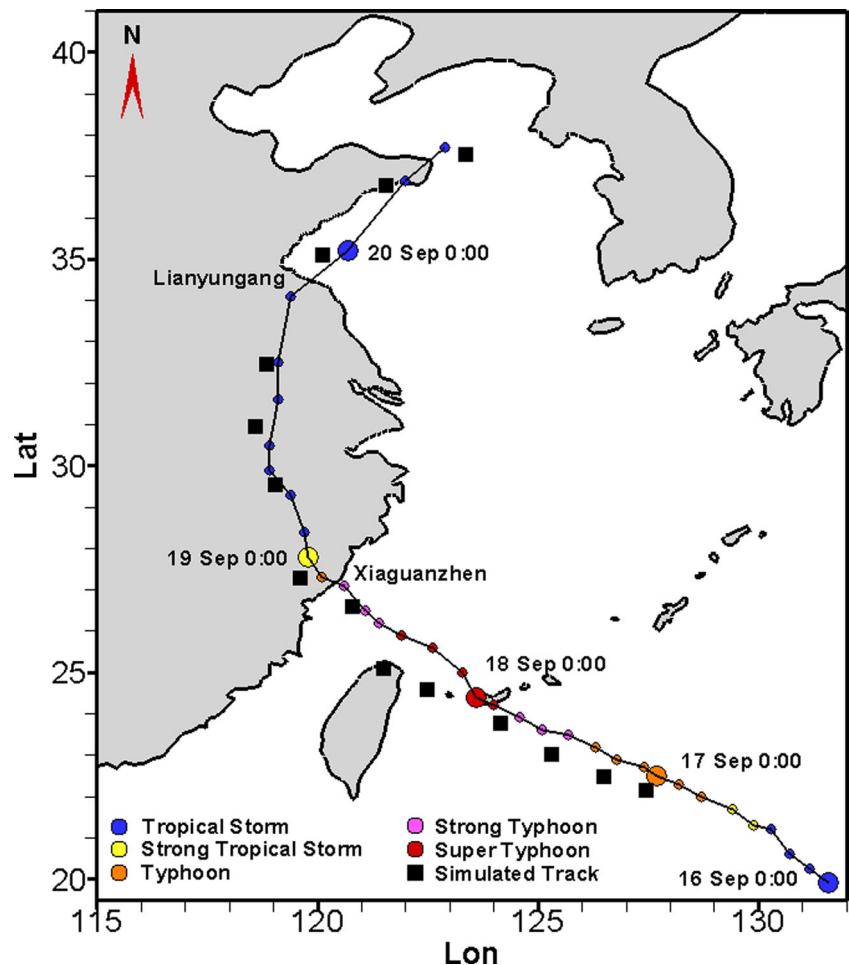 N
40
20 Sep 0:00
35
Lianyungang
Lat
30
19 Sep 0:00
Xiaguanzhen
18 Sep 0:00
25
17 Sep 0:00
Tropical Storm
Strong Typhoon
Strong Tropical Storm
Super Typhoon
Typhoon
Simulated Track
16 Sep 0:00
20
115
120
125
130
Lon